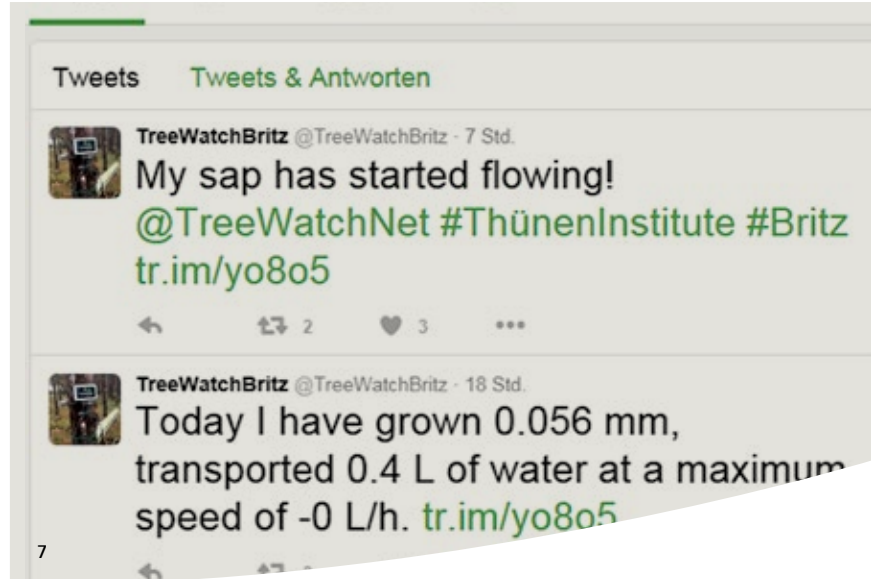 Tweets Tweets & Antworten
TreeWatchBritz @TreeWatchBritz · 7 Std.
My sap has started flowing!
@TreeWatchNet #ThünenInstitute #Britz
tr.im/yo8o5
2 3
TreeWatchBritz @TreeWatchBritz · 18 Std.
Today I have grown 0.056 mm,
transported 0.4 L of water at a maximum
speed of -0 L/h. tr.im/yo8o5
7